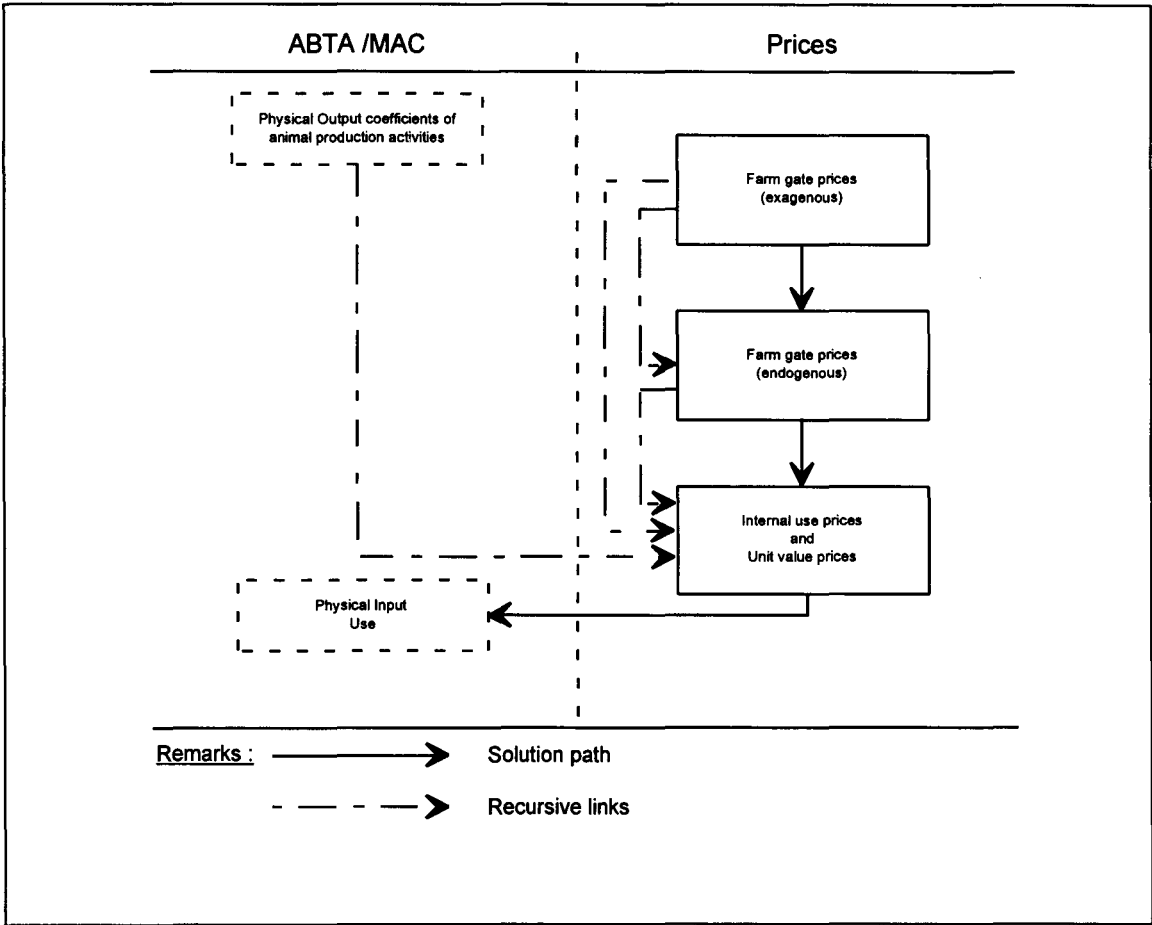 ABTA /MAC
Prices
Physical Output coefficients of
animal production activities
Farm gate prices
(exagenous)
Farm gate prices
(endogenous)
Internal use prices
and
Unit value prices
Physical Input
Use
Remarks :
Solution path
Recursive links